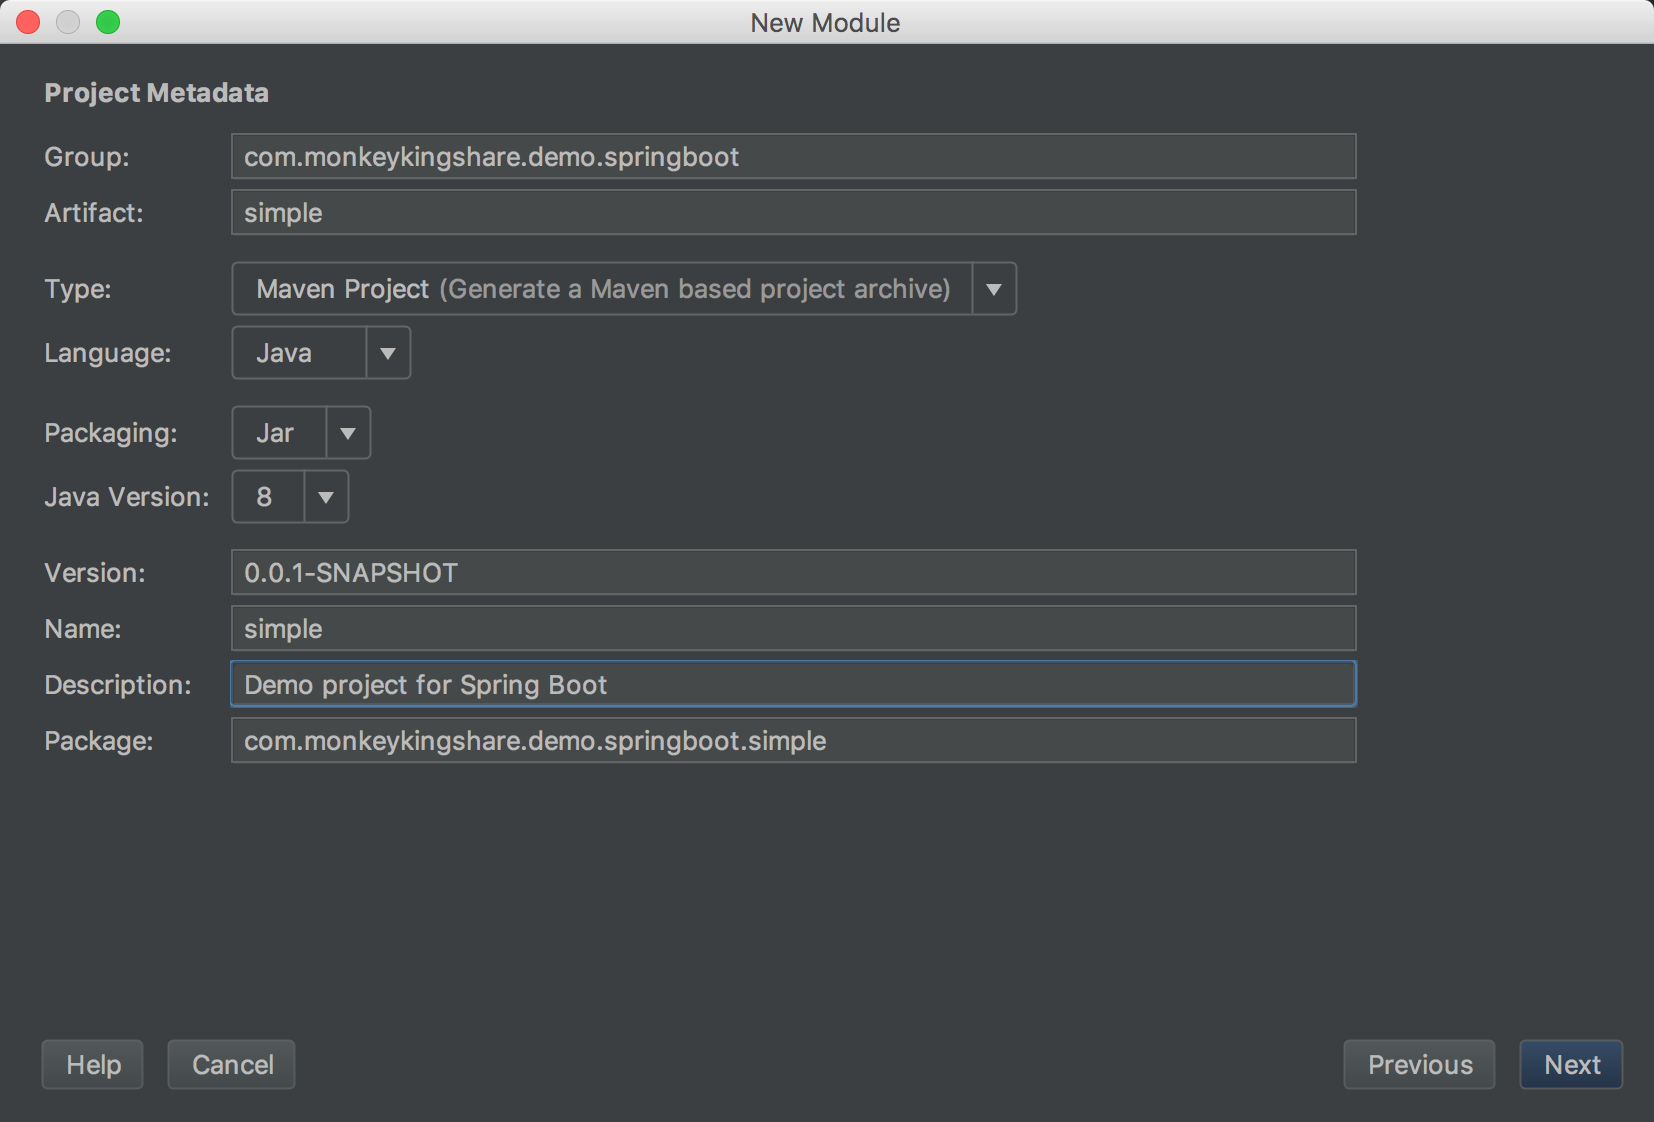 New Module
Project Metadata
Group: com.monkeykingshare.demo.springboot
Artifact: simple
Type: Maven Project (Generate a Maven based project archive)
Language: Java
Packaging: Jar
Java Version: 8
Version: 0.0.1-SNAPSHOT
Name: simple
Description: Demo project for Spring Boot
Package: com.monkeykingshare.demo.springboot.simple
Help Cancel Previous Next